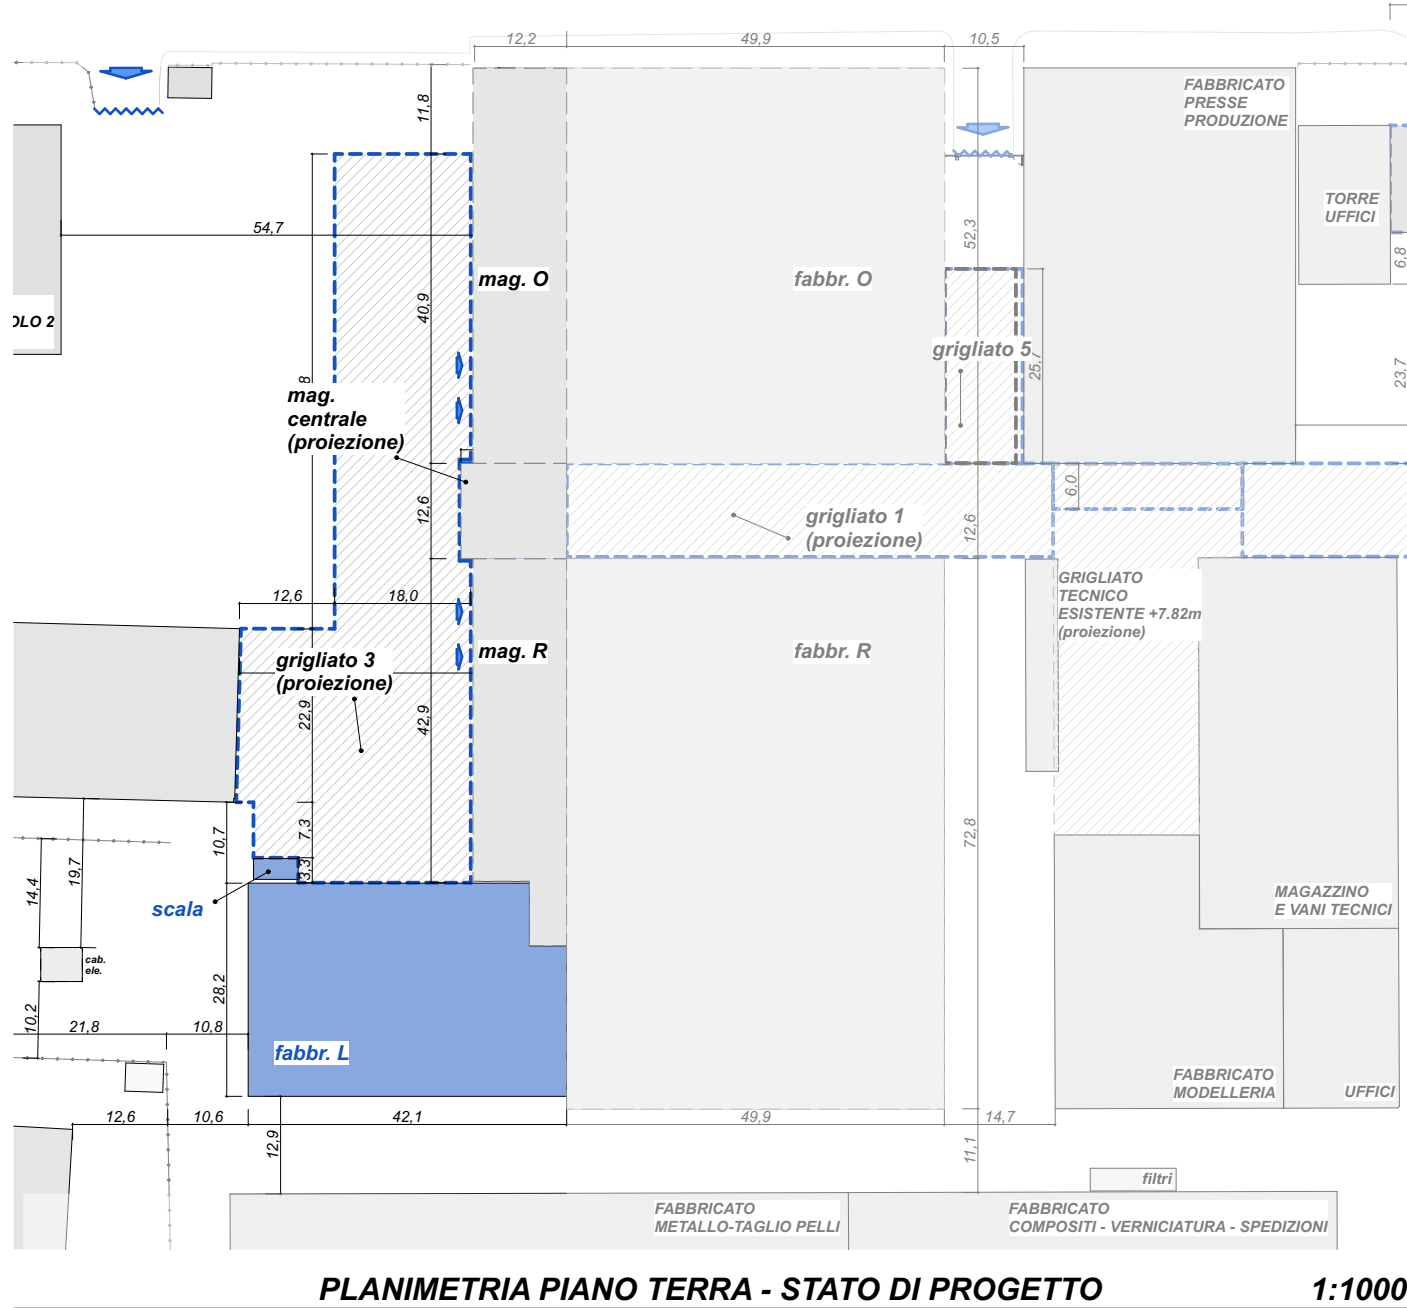 12,2
49,9
10,5
11,8
FABBRICATO
PRESSE
PRODUZIONE
TORRE
UFFICI
54,7
52,3
6,8
mag. O
fabbr. O
40,9
OLO 2
grigliato 5
25,7
23,7
8
mag.
centrale
(proiezione)
12,6
grigliato 1
(proiezione)
12,6
6,0
12,6
18,0
GRIGLIATO
TECNICO
ESISTENTE +7.82m
(proiezione)
grigliato 3
(proiezione)
mag. R
fabbr. R
22,9
42,9
10,7
7,3
72,8
3,3
19,7
14,4
scala
MAGAZZINO
E VANI TECNICI
cab.
ele.
28,2
10,2
21,8
10,8
fabbr. L
FABBRICATO
MODELLERIA
UFFICI
12,6
10,6
42,1
49,9
14,7
12,9
11,1
filtri
FABBRICATO
METALLO-TAGLIO PELLI
FABBRICATO
COMPOSITI - VERNICIATURA - SPEDIZIONI
PLANIMETRIA PIANO TERRA - STATO DI PROGETTO
1:1000